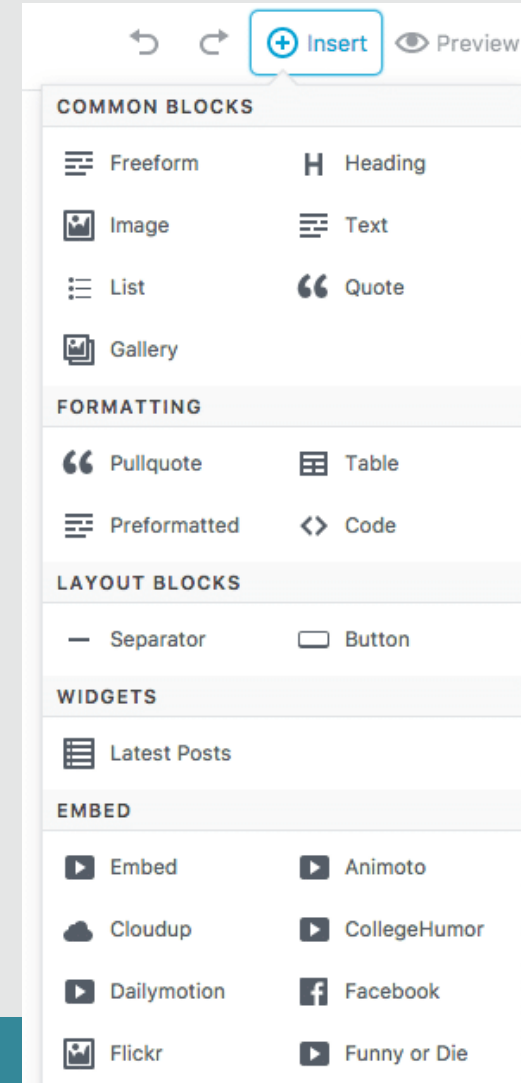 Insert Preview
COMMON BLOCKS
Freeform Heading
Image Text
List Quote
Gallery
FORMATTING
Pullquote Table
Preformatted Code
LAYOUT BLOCKS
Separator Button
WIDGETS
Latest Posts
EMBED
Embed Animoto
Cloudup CollegeHumor
Dailymotion Facebook
Flickr Funny or Die